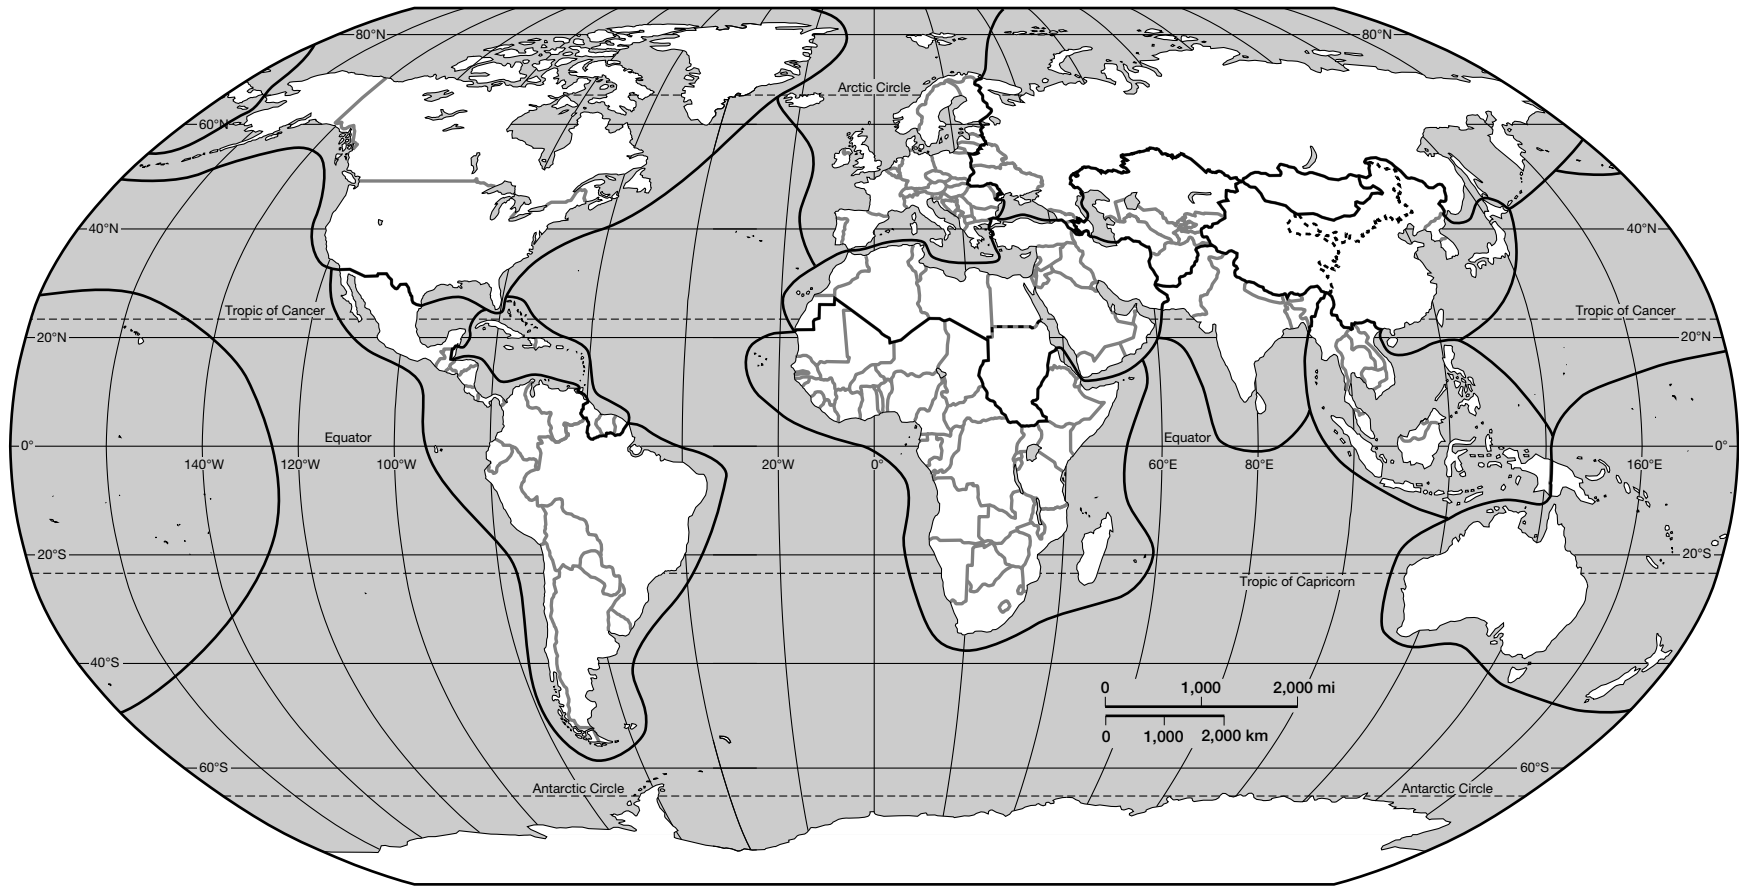 80°N 80°N
Arctic Circle
60°N
40°N 40°N
Tropic of Cancer Tropic of Cancer
20°N 20°N
Equator Equator
0° 0°
140°W 120°W 100°W 20°W 0° 60°E 80°E 160°E
20°S 20°S
Tropic of Capricorn
40°S
0 1,000 2,000 mi
0 1,000 2,000 km
60°S 60°S
Antarctic Circle Antarctic Circle